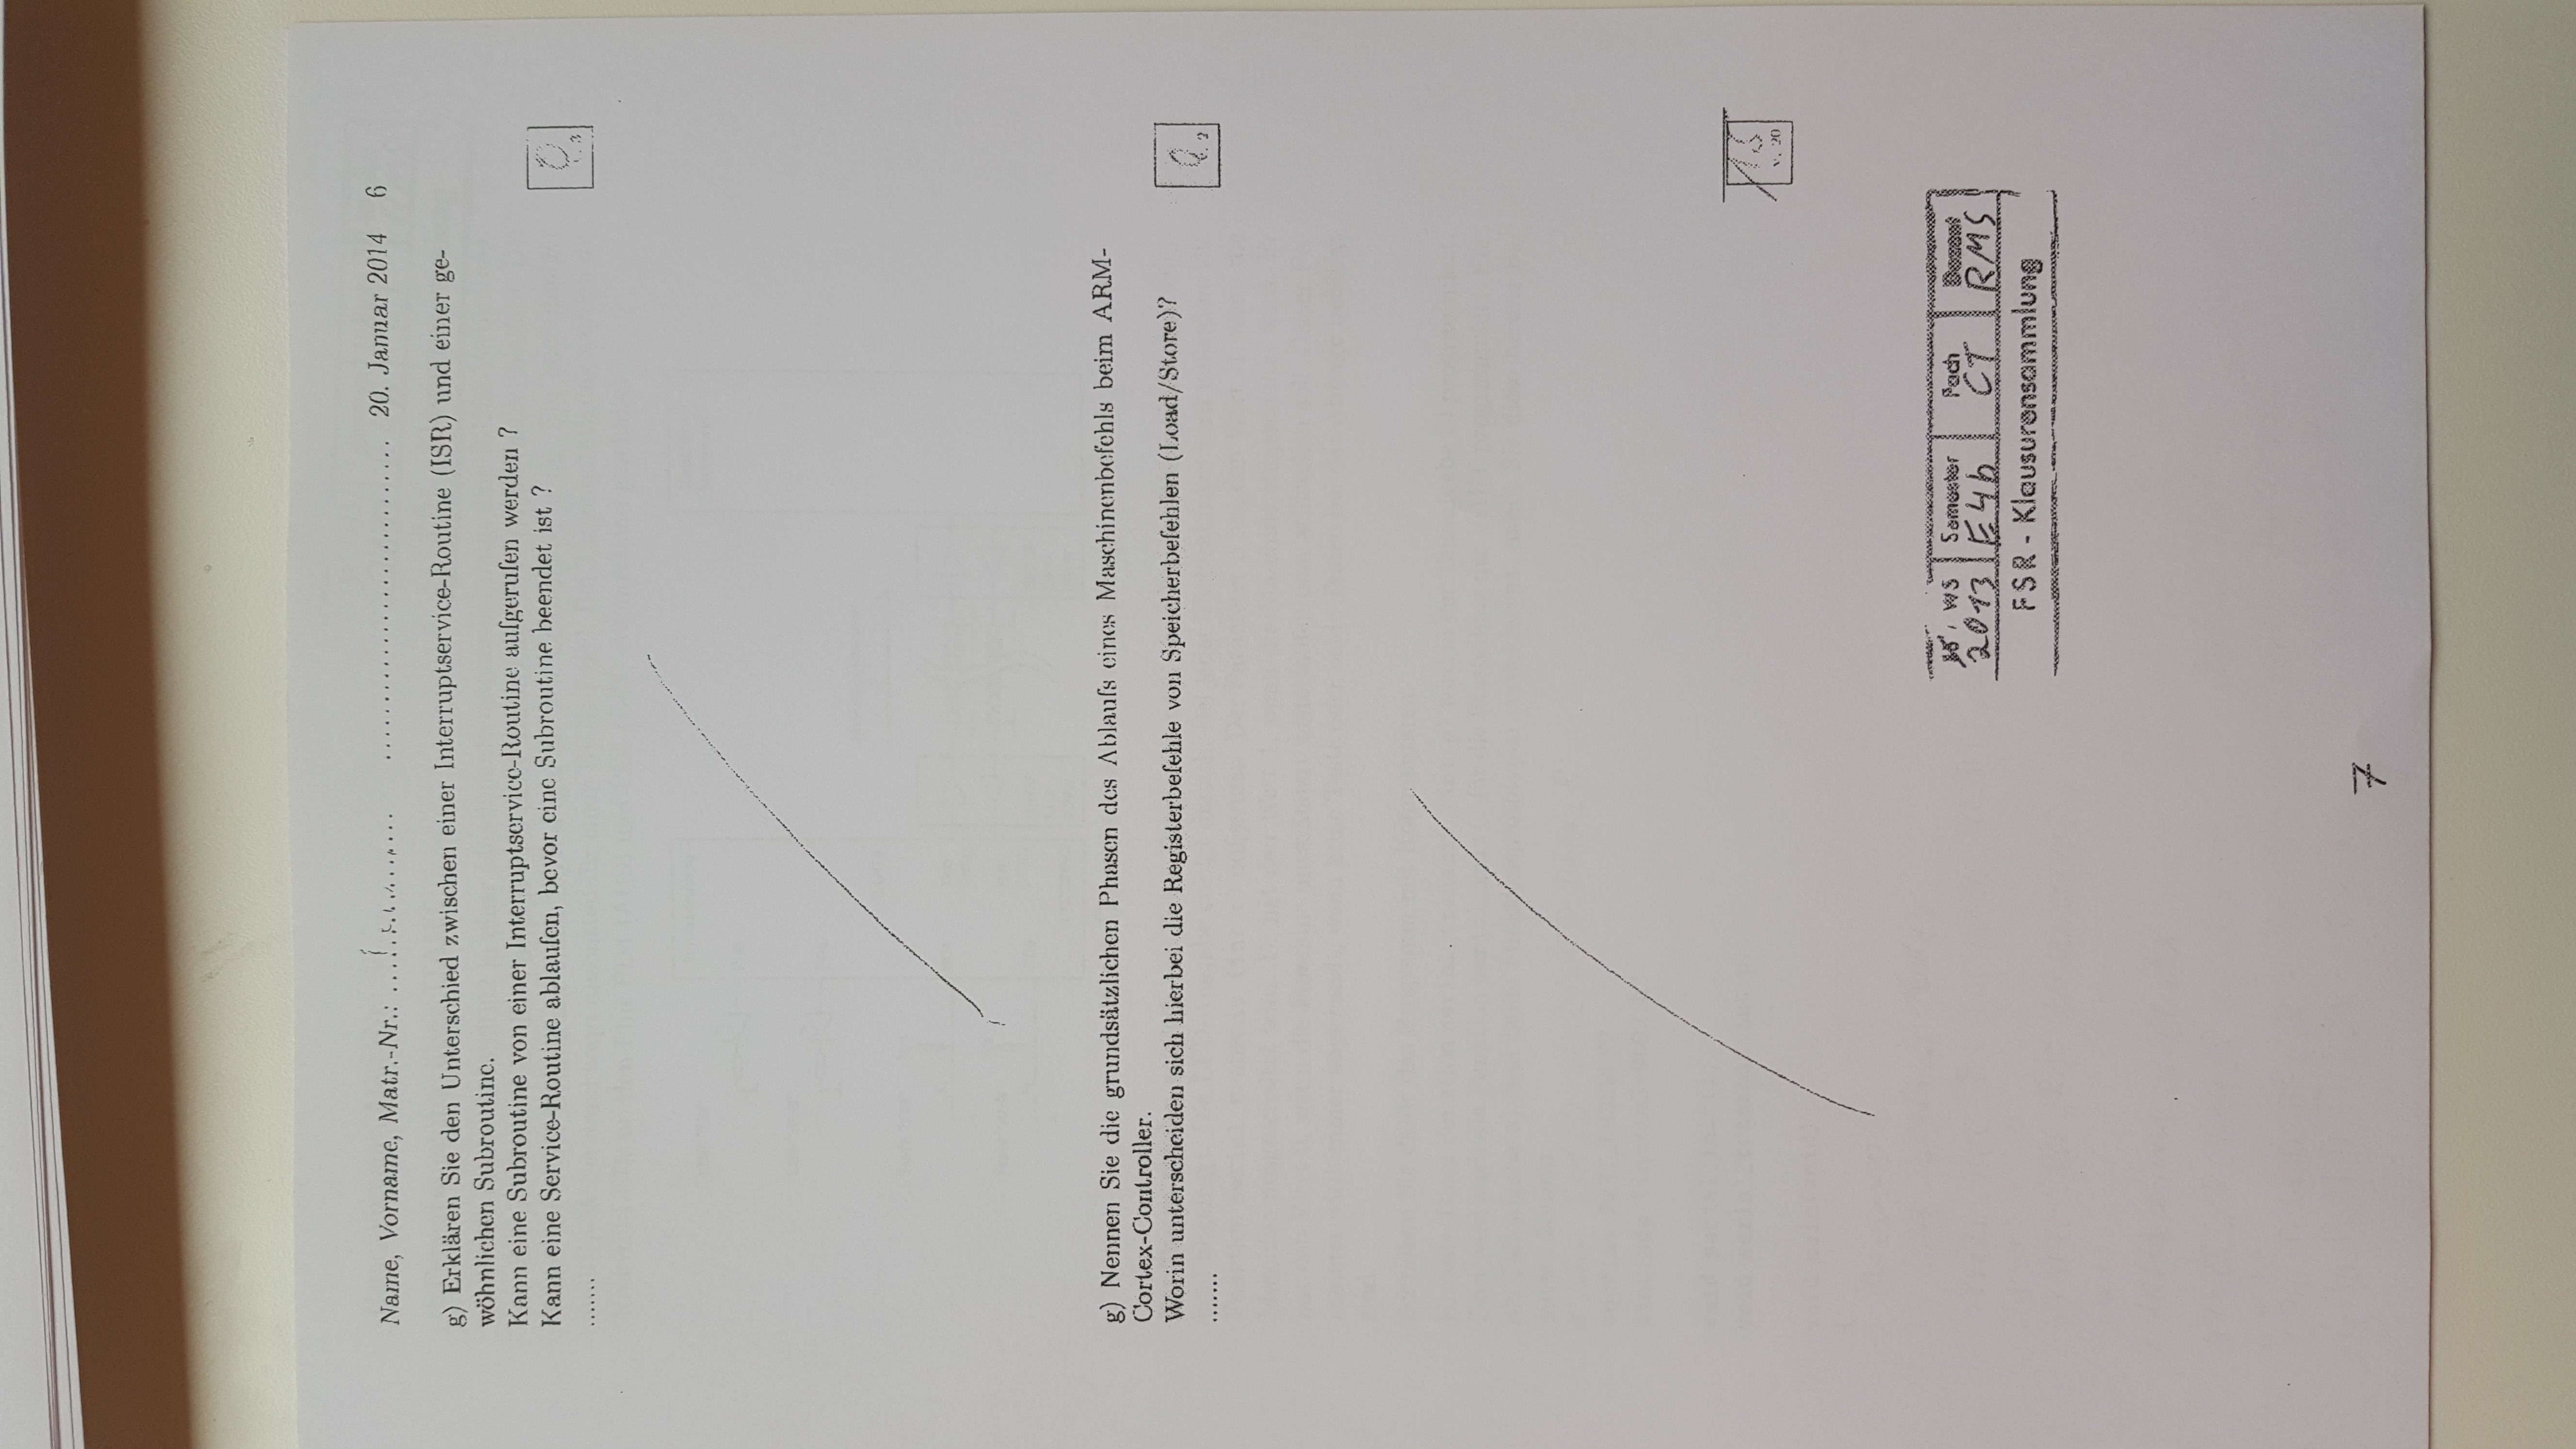 Name, Vorname, Matr.-Nr.: 20. Januar 2014 6
g) Erklären Sie den Unterschied zwischen einer Interruptservice-Routine (ISR) und einer ge-
wöhnlichen Subroutine.
Kann eine Subroutine von einer Interruptservice-Routine aufgerufen werden ?
Kann eine Service-Routine ablaufen, bevor eine Subroutine beendet ist ?
0
v. 3
.......
g) Nennen Sie die grundsätzlichen Phasen des Ablaufs eines Maschinenbefehls beim ARM-
Cortex-Controller.
Worin unterscheiden sich hierbei die Registerbefehle von Speicherbefehlen (Load/Store)?
0
v. 2
.......
15
v. 20
WS Semester Fach Dozent
2013 E4b CT RMS
FSR - Klausurensammlung
7